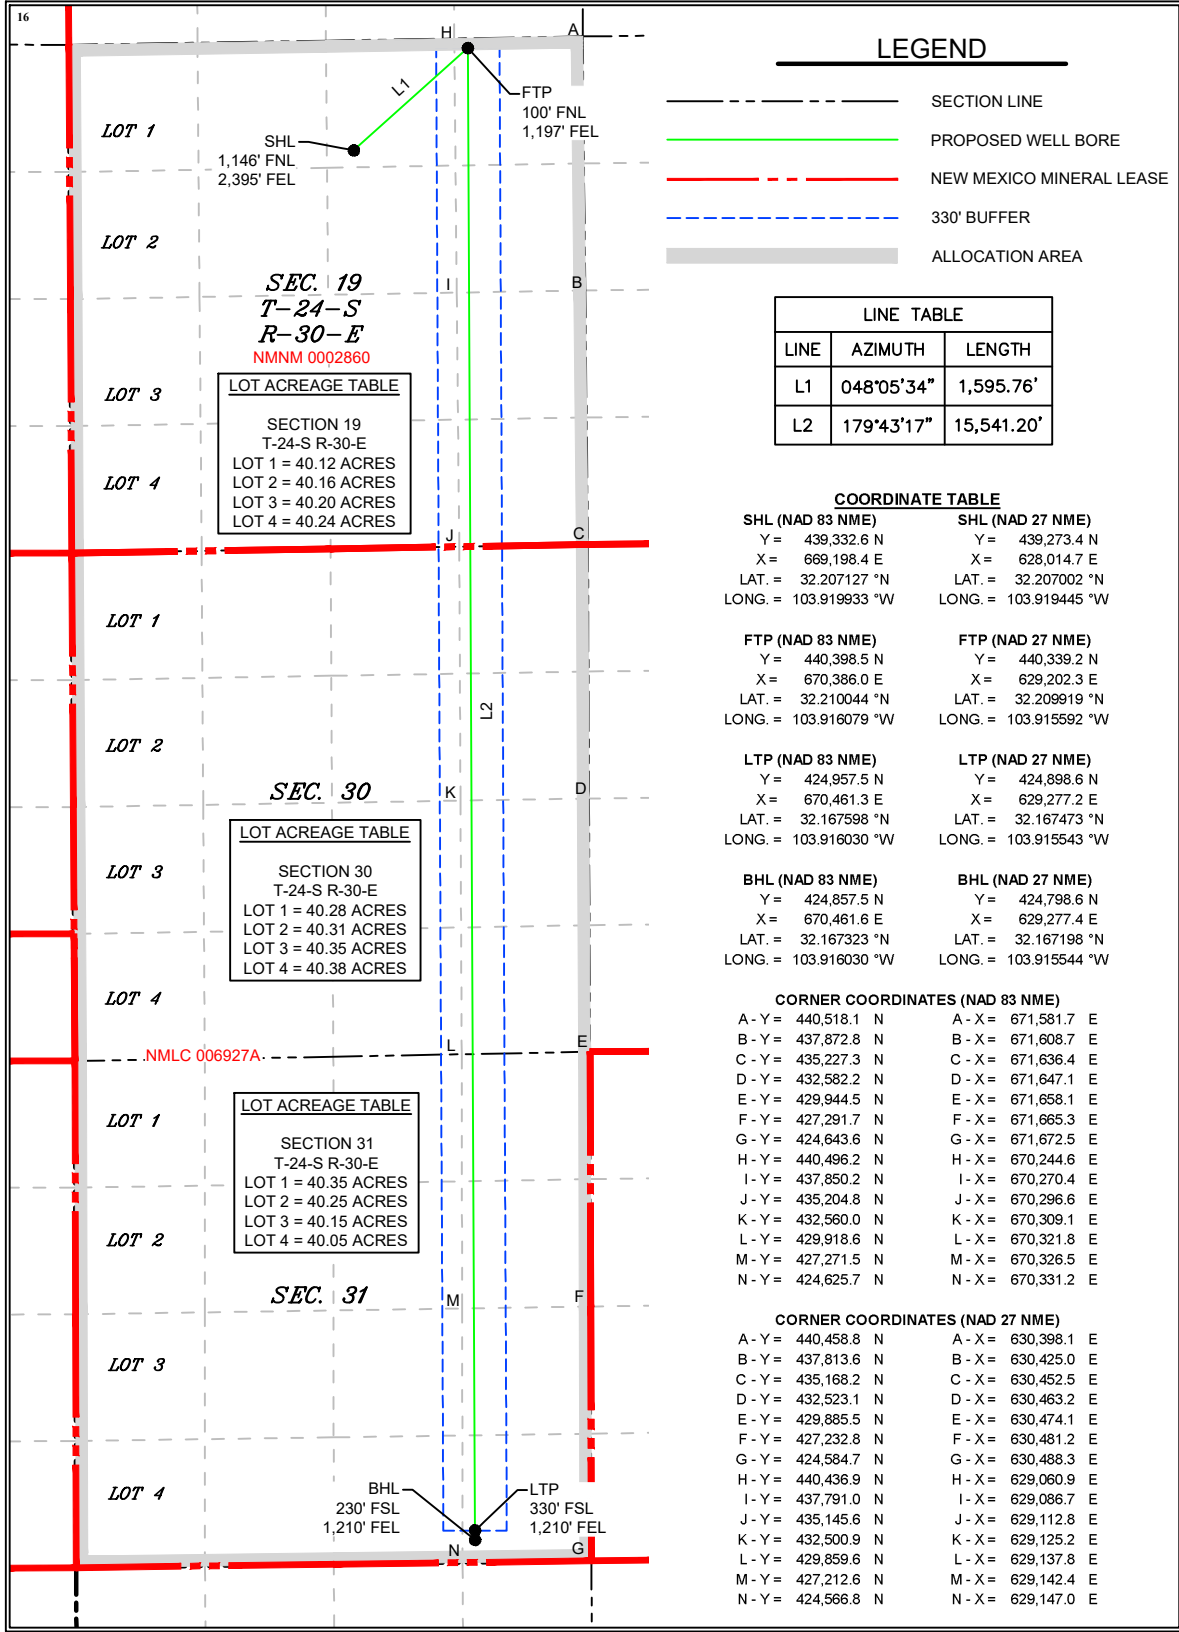 16
H
A
L1
FTP
100' FNL
1,197' FEL
SHL
1,146' FNL
2,395' FEL
LOT 1
LOT 2
SEC. 19
T-24-S
R-30-E
NMNM 0002860
I
B
LOT 3
LOT ACREAGE TABLE
SECTION 19
T-24-S R-30-E
LOT 1 = 40.12 ACRES
LOT 2 = 40.16 ACRES
LOT 3 = 40.20 ACRES
LOT 4 = 40.24 ACRES
LOT 4
J
C
LOT 1
L2
LOT 2
SEC. 30
K
D
LOT ACREAGE TABLE
SECTION 30
T-24-S R-30-E
LOT 1 = 40.28 ACRES
LOT 2 = 40.31 ACRES
LOT 3 = 40.35 ACRES
LOT 4 = 40.38 ACRES
LOT 3
LOT 4
NMLC 006927A
L
E
LOT ACREAGE TABLE
SECTION 31
T-24-S R-30-E
LOT 1 = 40.35 ACRES
LOT 2 = 40.25 ACRES
LOT 3 = 40.15 ACRES
LOT 4 = 40.05 ACRES
LOT 1
LOT 2
SEC. 31
M
F
LOT 3
LOT 4
BHL
230' FSL
1,210' FEL
LTP
330' FSL
1,210' FEL
N
G
LEGEND
SECTION LINE
PROPOSED WELL BORE
NEW MEXICO MINERAL LEASE
330' BUFFER
ALLOCATION AREA
LINE TABLE
LINE AZIMUTH LENGTH
L1 048°05'34" 1,595.76'
L2 179°43'17" 15,541.20'
COORDINATE TABLE
SHL (NAD 83 NME) SHL (NAD 27 NME)
Y = 439,332.6 N Y = 439,273.4 N
X = 669,198.4 E X = 628,014.7 E
LAT. = 32.207127 °N LAT. = 32.207002 °N
LONG. = 103.919933 °W LONG. = 103.919445 °W
FTP (NAD 83 NME) FTP (NAD 27 NME)
Y = 440,398.5 N Y = 440,339.2 N
X = 670,386.0 E X = 629,202.3 E
LAT. = 32.210044 °N LAT. = 32.209919 °N
LONG. = 103.916079 °W LONG. = 103.915592 °W
LTP (NAD 83 NME) LTP (NAD 27 NME)
Y = 424,957.5 N Y = 424,898.6 N
X = 670,461.3 E X = 629,277.2 E
LAT. = 32.167598 °N LAT. = 32.167473 °N
LONG. = 103.916030 °W LONG. = 103.915543 °W
BHL (NAD 83 NME) BHL (NAD 27 NME)
Y = 424,857.5 N Y = 424,798.6 N
X = 670,461.6 E X = 629,277.4 E
LAT. = 32.167323 °N LAT. = 32.167198 °N
LONG. = 103.916030 °W LONG. = 103.915544 °W
CORNER COORDINATES (NAD 83 NME)
A - Y = 440,518.1 N A - X = 671,581.7 E
B - Y = 437,872.8 N B - X = 671,608.7 E
C - Y = 435,227.3 N C - X = 671,636.4 E
D - Y = 432,582.2 N D - X = 671,647.1 E
E - Y = 429,944.5 N E - X = 671,658.1 E
F - Y = 427,291.7 N F - X = 671,665.3 E
G - Y = 424,643.6 N G - X = 671,672.5 E
H - Y = 440,496.2 N H - X = 670,244.6 E
I - Y = 437,850.2 N I - X = 670,270.4 E
J - Y = 435,204.8 N J - X = 670,296.6 E
K - Y = 432,560.0 N K - X = 670,309.1 E
L - Y = 429,918.6 N L - X = 670,321.8 E
M - Y = 427,271.5 N M - X = 670,326.5 E
N - Y = 424,625.7 N N - X = 670,331.2 E
CORNER COORDINATES (NAD 27 NME)
A - Y = 440,458.8 N A - X = 630,398.1 E
B - Y = 437,813.6 N B - X = 630,425.0 E
C - Y = 435,168.2 N C - X = 630,452.5 E
D - Y = 432,523.1 N D - X = 630,463.2 E
E - Y = 429,885.5 N E - X = 630,474.1 E
F - Y = 427,232.8 N F - X = 630,481.2 E
G - Y = 424,584.7 N G - X = 630,488.3 E
H - Y = 440,436.9 N H - X = 629,060.9 E
I - Y = 437,791.0 N I - X = 629,086.7 E
J - Y = 435,145.6 N J - X = 629,112.8 E
K - Y = 432,500.9 N K - X = 629,125.2 E
L - Y = 429,859.6 N L - X = 629,137.8 E
M - Y = 427,212.6 N M - X = 629,142.4 E
N - Y = 424,566.8 N N - X = 629,147.0 E